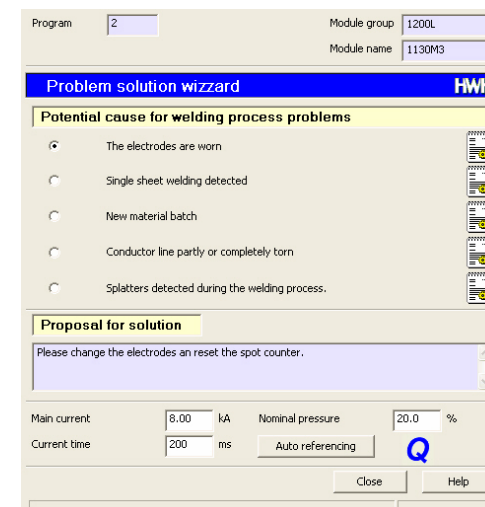 Program 2 Module group 1200L
Module name 1130M3
Problem solution wizzard
Potential cause for welding process problems
The electrodes are worn
Single sheet welding detected
New material batch
Conductor line partly or completely torn
Splatters detected during the welding process.
Proposal for solution
Please change the electrodes an reset the spot counter.
Main current 8.00 kA Nominal pressure 20.0 %
Current time 200 ms Auto referencing Q
Close Help